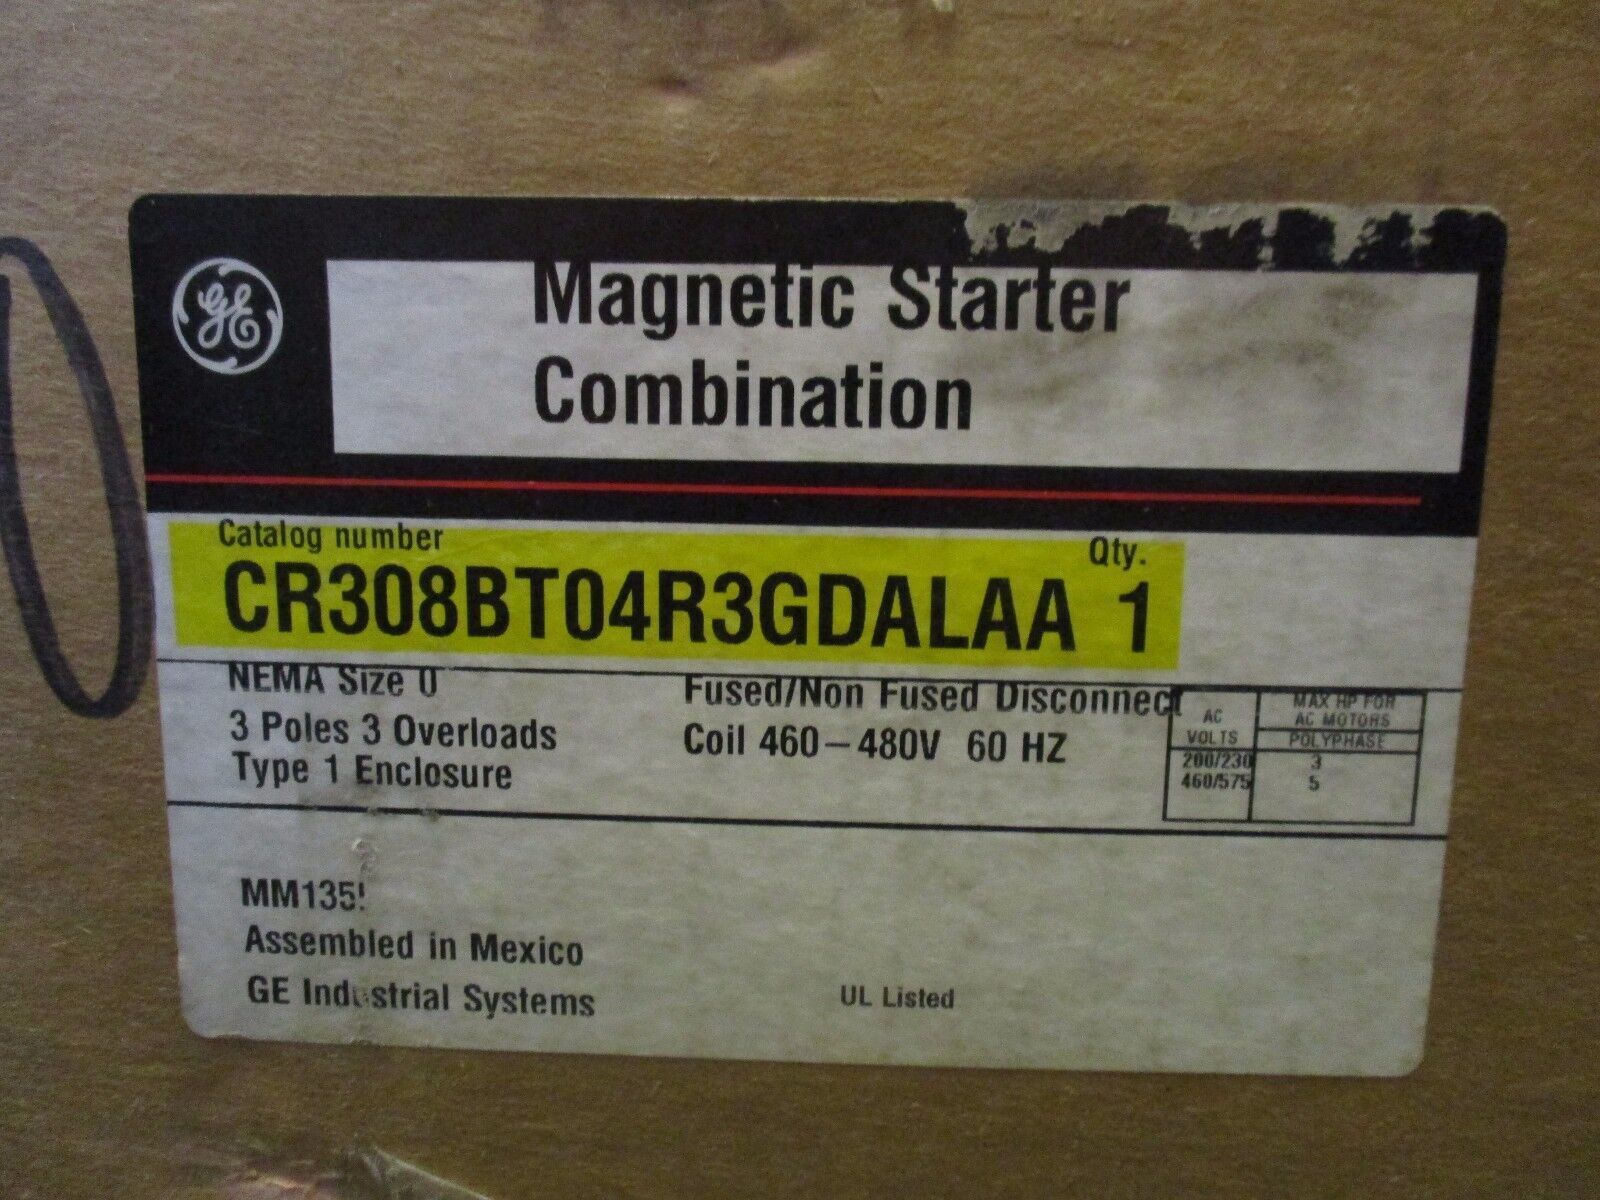 GE
Magnetic Starter
Combination
Catalog number Qty.
CR308BT04R3GDALAA 1
NEMA Size 0 Fused/Non Fused Disconnect
3 Poles 3 Overloads Coil 460-480V 60 HZ
Type 1 Enclosure
AC VOLTS MAX HP FOR AC MOTORS
POLYPHASE
200/230 3
460/575 5
Assembled in Mexico
GE Industrial Systems UL Listed